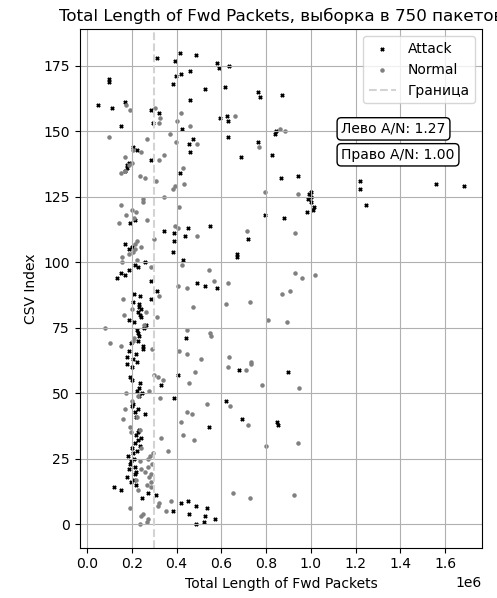 Total Length of Fwd Packets, выборка в 750 пакетов
Attack
Normal
Граница
Лево A/N: 1.27
Право A/N: 1.00
175
150
125
100
75
50
25
0
CSV Index
0.0 0.2 0.4 0.6 0.8 1.0 1.2 1.4 1.6
1e6
Total Length of Fwd Packets